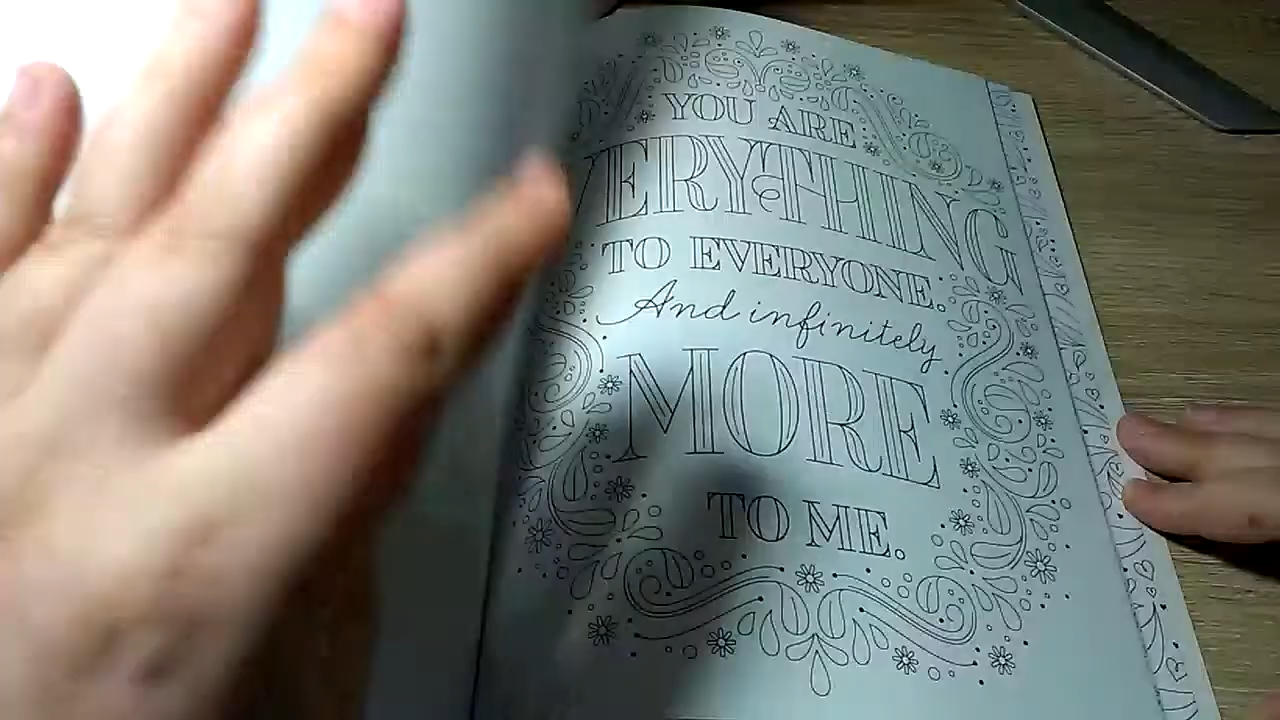 YOU ARE
VERYTHING
TO EVERYONE.
And infinitely
MORE
TO ME.